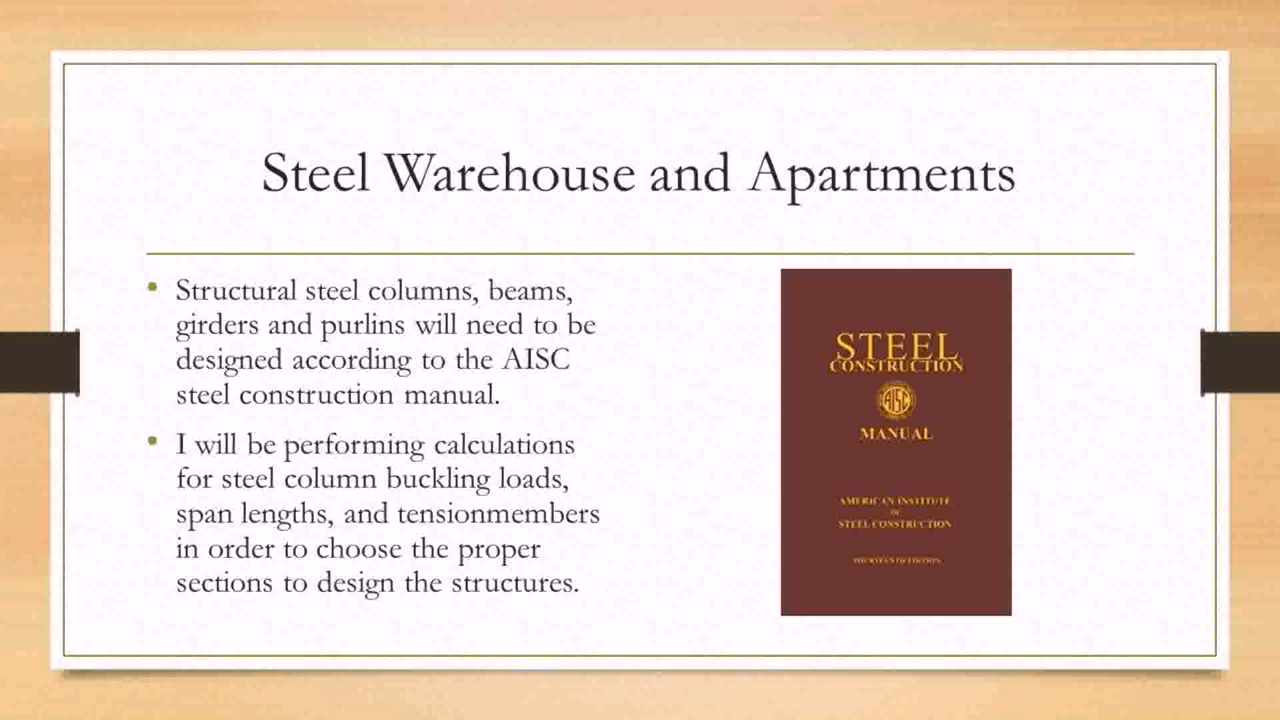 Steel Warehouse and Apartments
Structural steel columns, beams,
girders and purlins will need to be
designed according to the AISC
steel construction manual.
I will be performing calculations
for steel column buckling loads,
span lengths, and tensionmembers
in order to choose the proper
sections to design the structures.
STEEL
CONSTRUCTION
AISC
MANUAL
AMERICAN INSTITUTE
OF
STEEL CONSTRUCTION